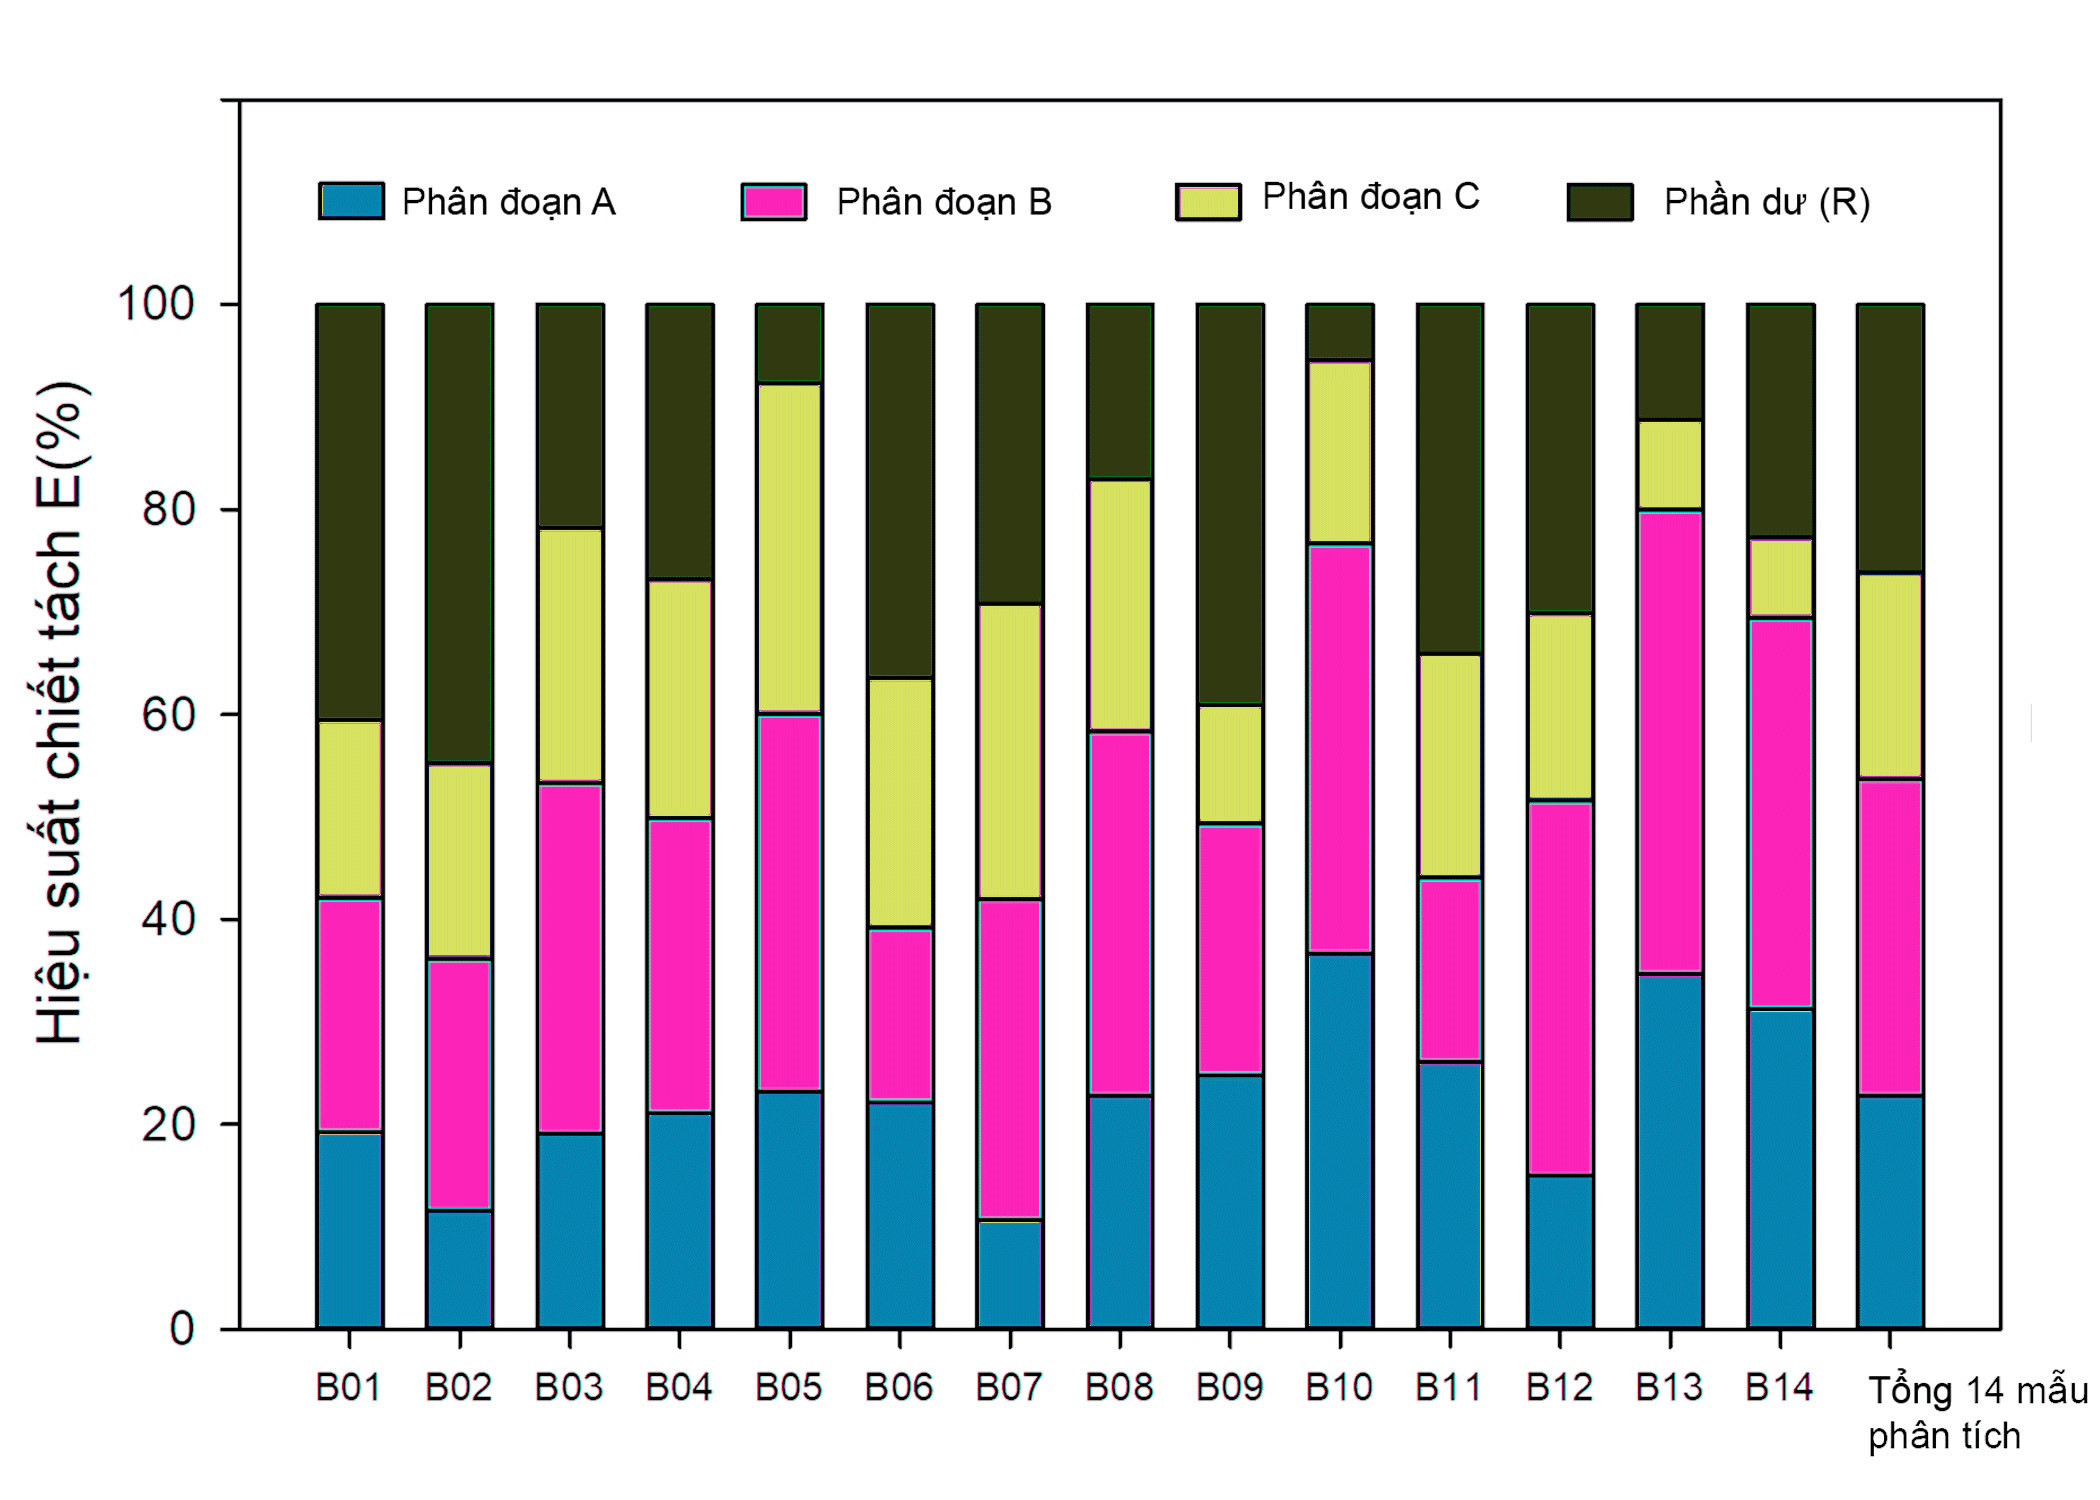 Phân đoạn A
Phân đoạn B
Phân đoạn C
Phần dư (R)
Hiệu suất chiết tách E(%)
100
80
60
40
20
0
B01
B02
B03
B04
B05
B06
B07
B08
B09
B10
B11
B12
B13
B14
Tổng 14 mẫu
phân tích